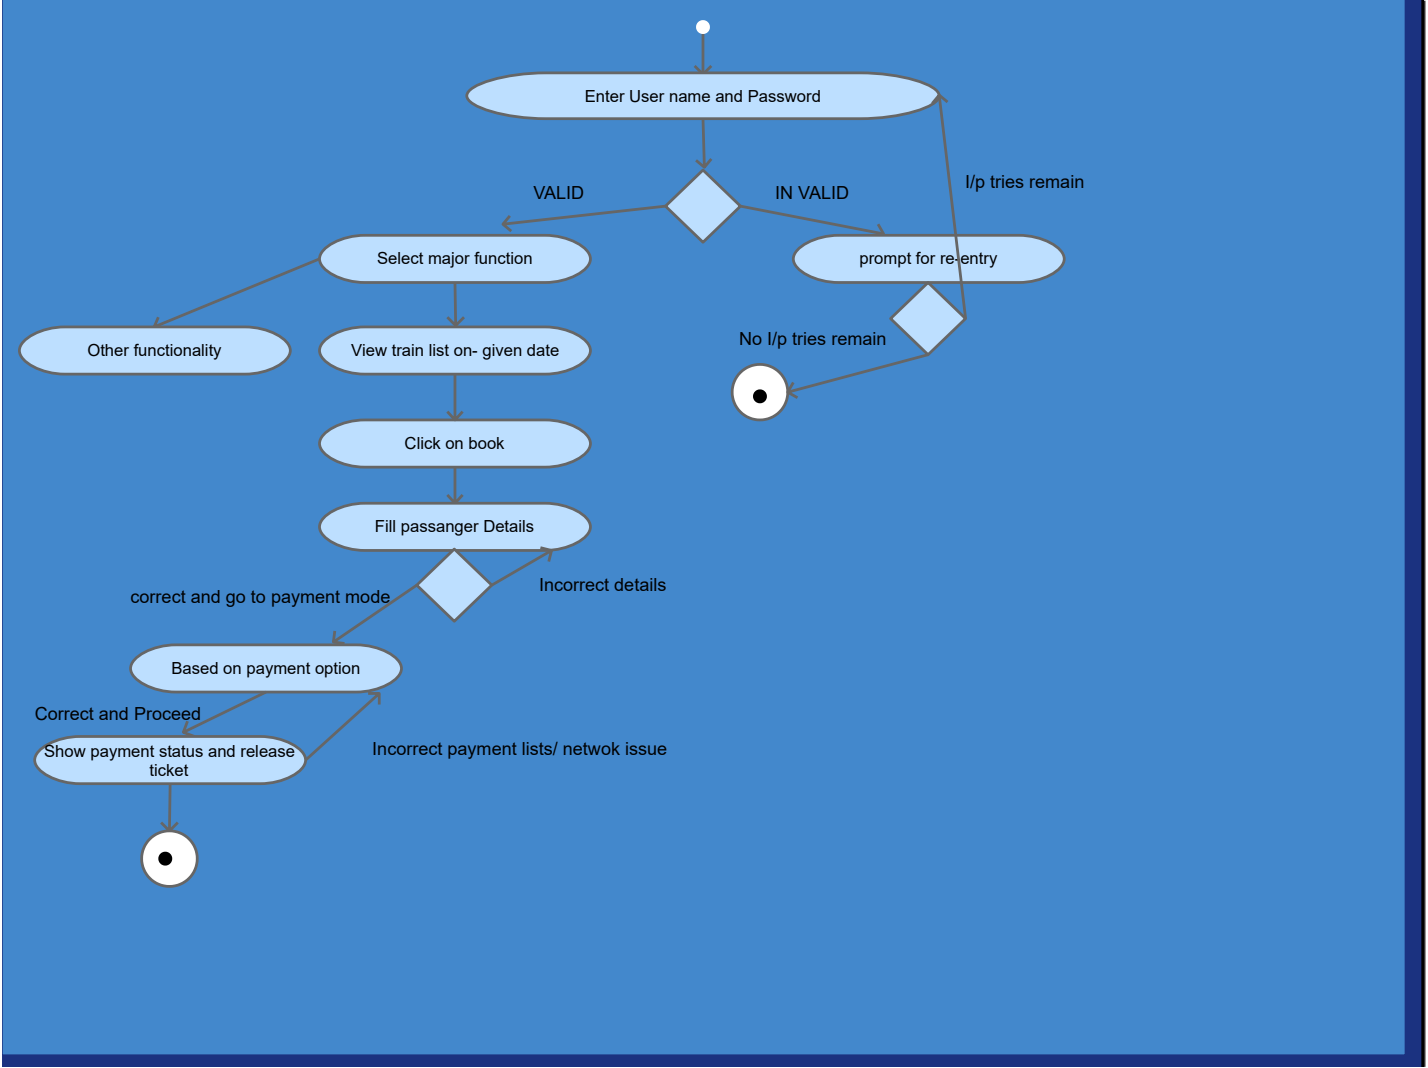 Enter User name and Password
I/p tries remain
VALID
IN VALID
Select major function
prompt for re-entry
No I/p tries remain
Other functionality
View train list on- given date
Click on book
Fill passanger Details
Incorrect details
correct and go to payment mode
Based on payment option
Correct and Proceed
Show payment status and release
ticket
Incorrect payment lists/ netwok issue